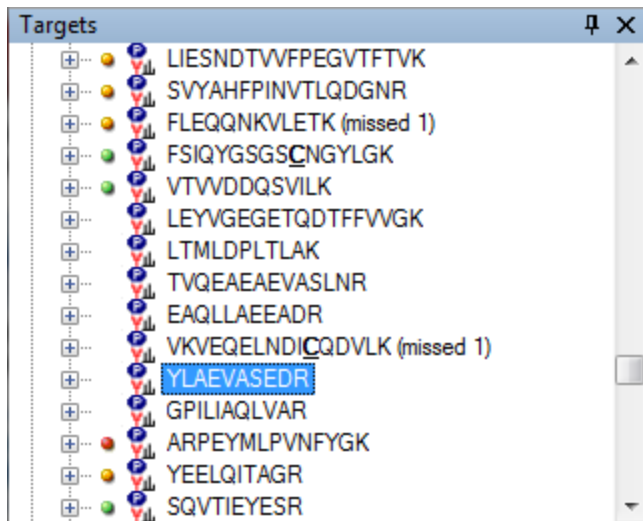 Targets
LIESNDTVVFPEGVTFTVK
SVYAHFPINVTLQDGNR
FLEQQNKVLETK (missed 1)
FSIQYGSGSCNGYLGK
VTVVDDQSVILK
LEYVGEGETQDTFFVVGK
LTMLDPLTLAK
TVQEAEAEVASLNR
EAQLLAEEADR
VKVEQELNDICQDVLK (missed 1)
YLAEVASEDR
GPILIAQLVAR
ARPEYMLPVNFYGK
YEELQITAGR
SQVTIEYESR